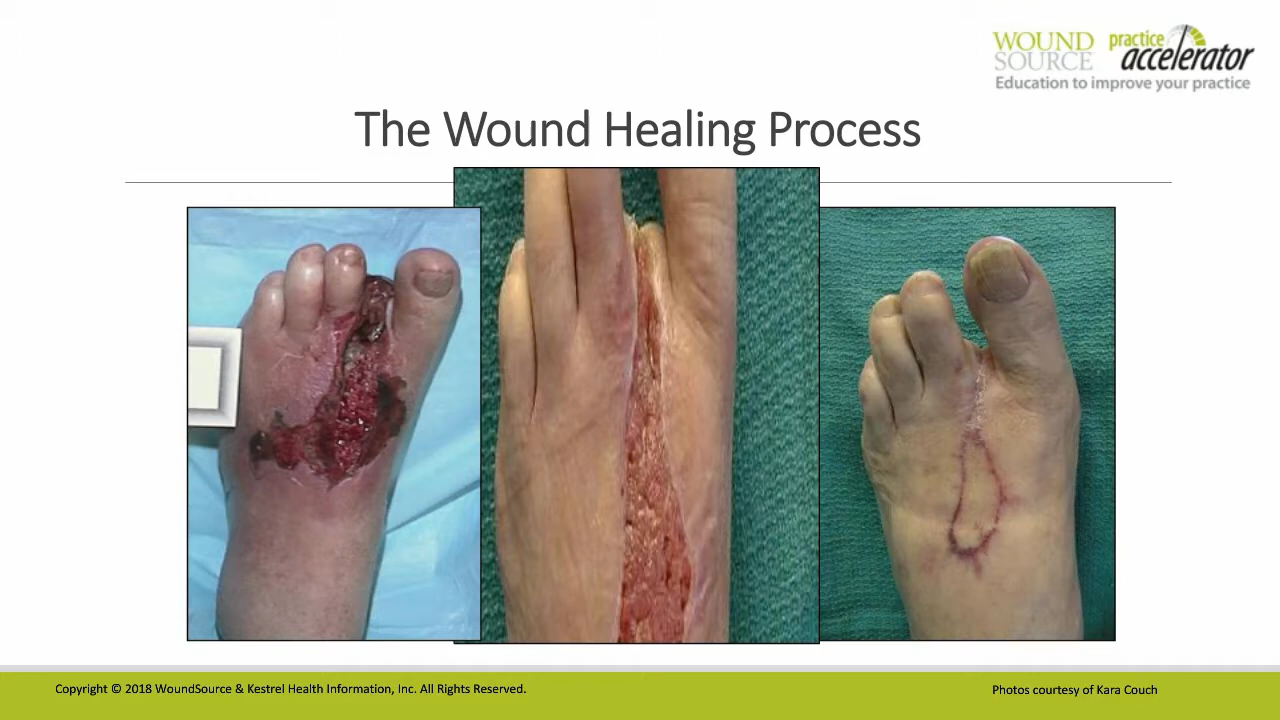 WOUND
SOURCE
practice
accelerator
Education to improve your practice
The Wound Healing Process
Copyright © 2018 WoundSource & Kestrel Health Information, Inc. All Rights Reserved.
Photos courtesy of Kara Couch